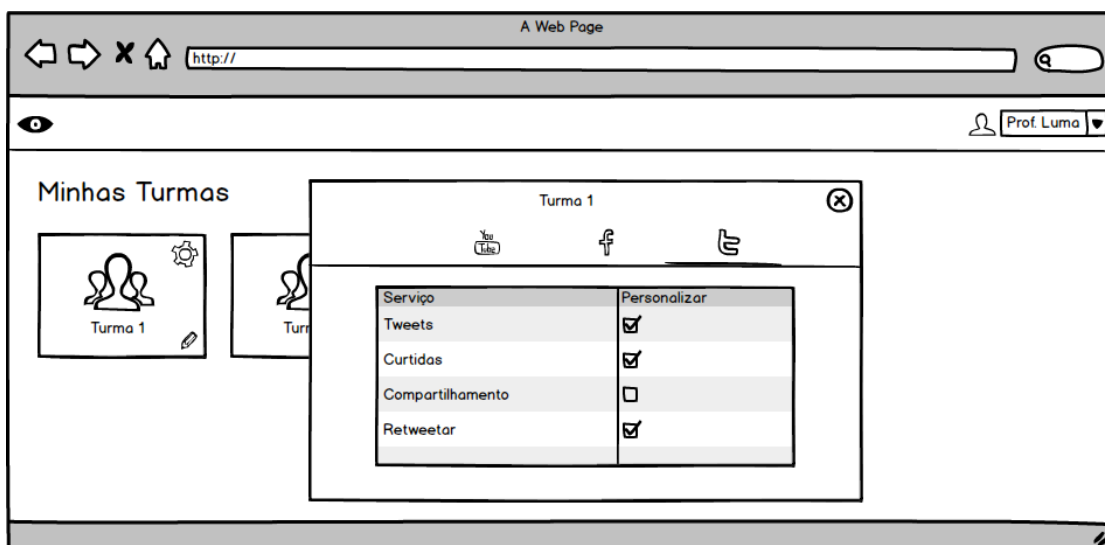 A Web Page
http://
Prof. Luma
Minhas Turmas
Turma 1
Turma 1
You
Tube
Serviço Personalizar
Tweets
Curtidas
Compartilhamento
Retweetar